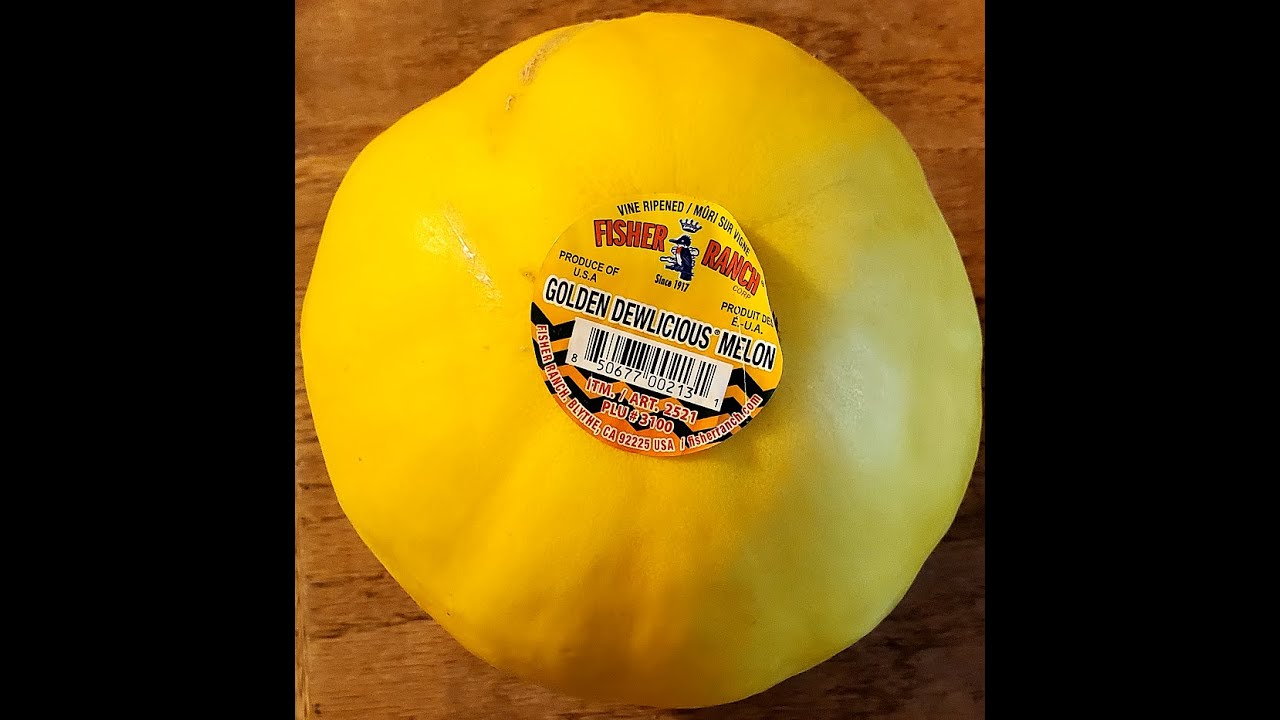 VINE RIPENED / MÛRI SUR VIGNE
FISHER RANCH®
CORP
Since 1917
PRODUCE OF
U.S.A
PRODUIT DES
É.-U.A.
GOLDEN DEWLICIOUS® MELON
8 50677 00213 1
ITM. / ART. 2521
PLU # 3100
FISHER RANCH, BLYTHE, CA 92225 USA / fisherranch.com